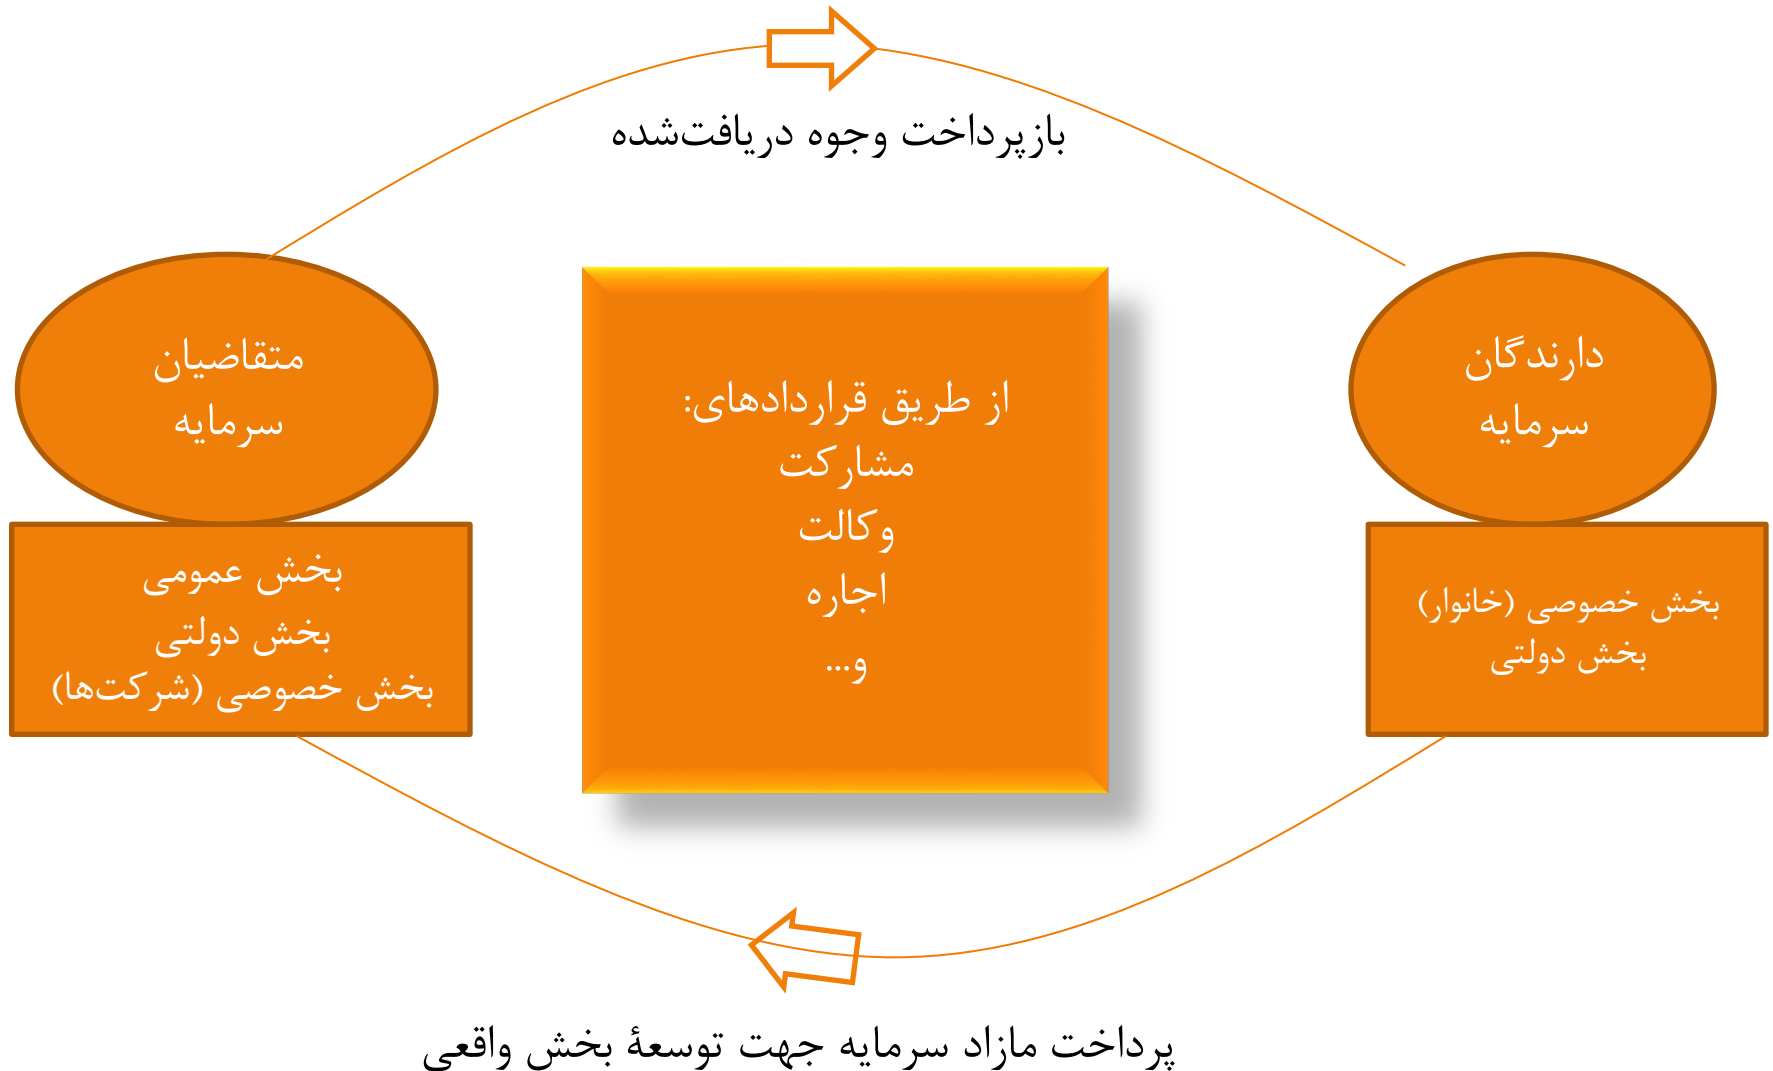 بازپرداخت وجوه دریافت‌شده
دارندگان
سرمایه
بخش خصوصی (خانوار)
بخش دولتی
از طریق قراردادهای:
مشارکت
وکالت
اجاره
و...
متقاضیان
سرمایه
بخش عمومی
بخش دولتی
بخش خصوصی (شرکت‌ها)
پرداخت مازاد سرمایه جهت توسعهٔ بخش واقعی